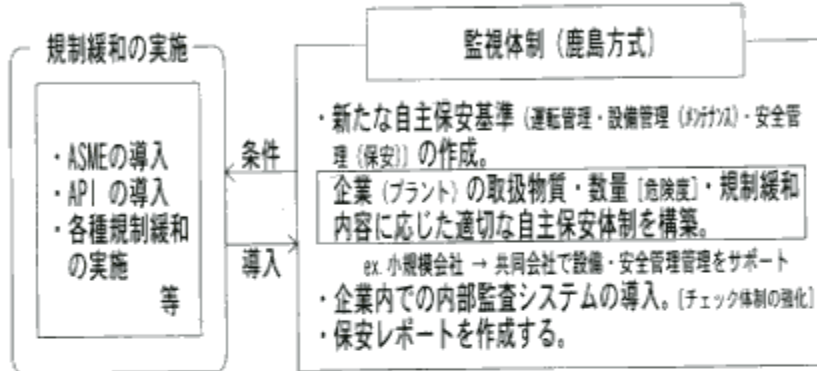 規制緩和の実施
・ASMEの導入
・API の導入
・各種規制緩和
の実施
等
条件
導入
監視体制（鹿島方式）
・新たな自主保安基準（運転管理・設備管理（メンテナンス）・安全管
理（保安））の作成。
企業（プラント）の取扱物質・数量［危険度］・規制緩和
内容に応じた適切な自主保安体制を構築。
ex. 小規模会社 → 共同会社で設備・安全管理管理をサポート
・企業内での内部監査システムの導入。［チェック体制の強化］
・保安レポートを作成する。